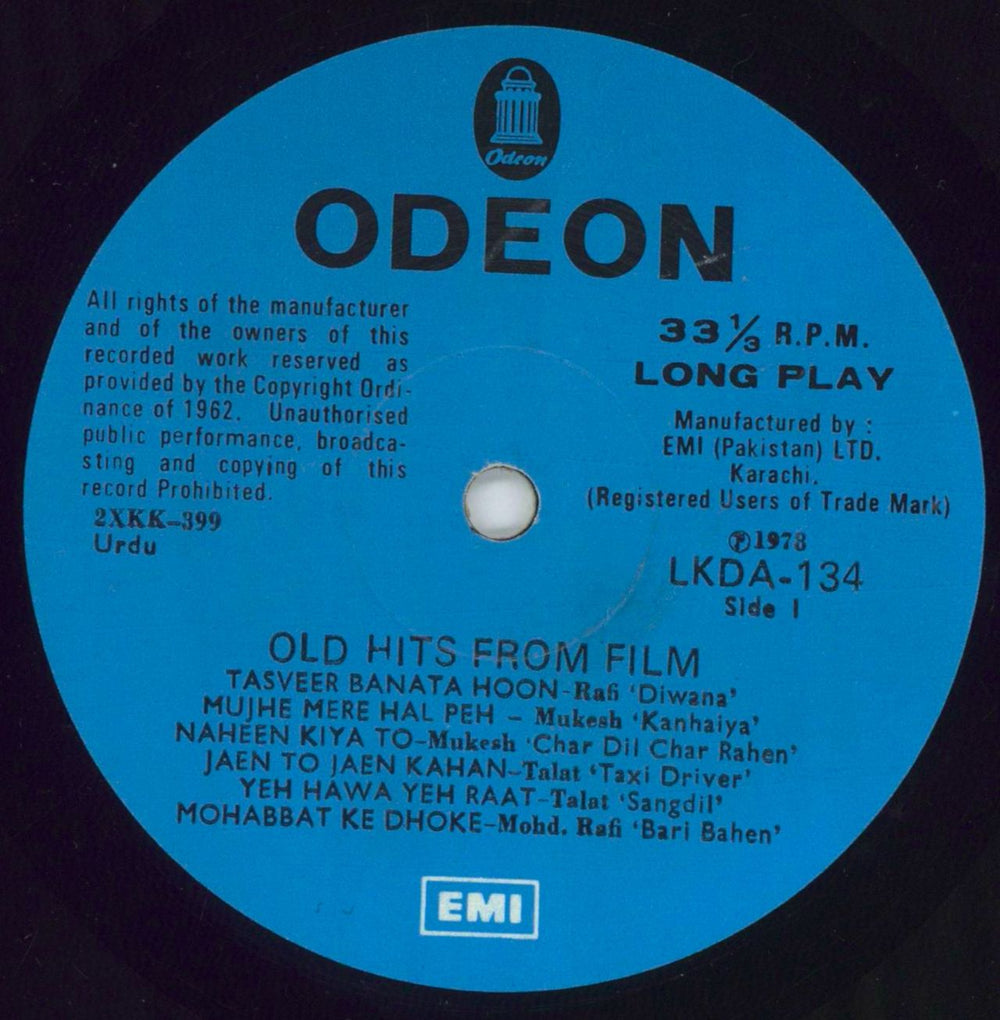 Odeon
ODEON
All rights of the manufacturer
and of the owners of this
recorded work reserved as
provided by the Copyright Ordi-
nance of 1962. Unauthorised
public performance, broadca-
sting and copying of this
record Prohibited.
2XKK-399
Urdu
33⅓ R.P.M.
LONG PLAY
Manufactured by :
EMI (Pakistan) LTD.
Karachi.
(Registered Users of Trade Mark)
Ⓟ1978
LKDA-134
Side 1
OLD HITS FROM FILM
TASVEER BANATA HOON-Rafi 'Diwana'
MUJHE MERE HAL PEH - Mukesh 'Kanhaiya'
NAHEEN KIYA TO-Mukesh 'Char Dil Char Rahen'
JAEN TO JAEN KAHAN-Talat 'Taxi Driver'
YEH HAWA YEH RAAT-Talat 'Sangdil'
MOHABBAT KE DHOKE-Mohd. Rafi 'Bari Bahen'
EMI